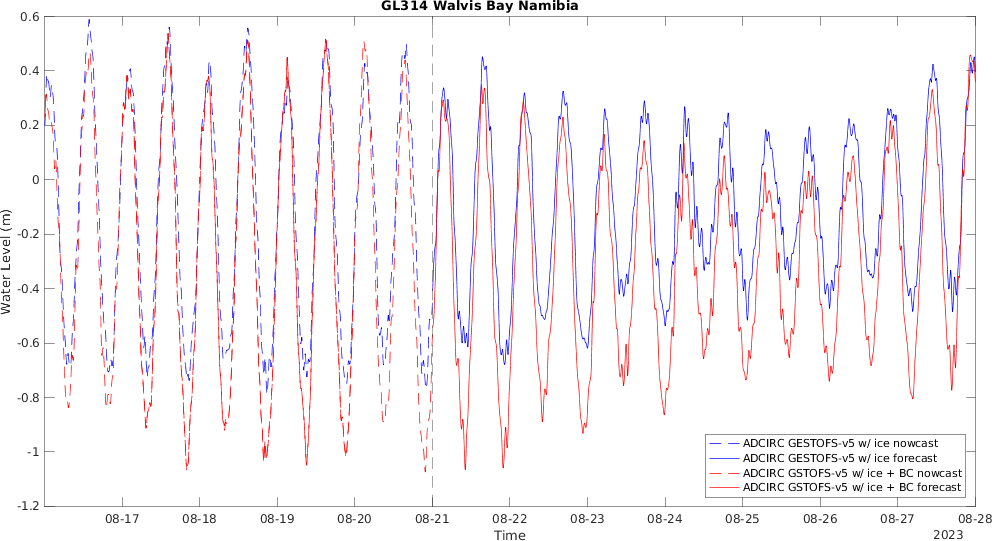 GL314 Walvis Bay Namibia
0.6
0.4
0.2
0
-0.2
-0.4
-0.6
-0.8
-1
-1.2
Water Level (m)
ADCIRC GESTOFS-v5 w/ ice nowcast
ADCIRC GESTOFS-v5 w/ ice forecast
ADCIRC GSTOFS-v5 w/ ice + BC nowcast
ADCIRC GSTOFS-v5 w/ ice + BC forecast
08-17 08-18 08-19 08-20 08-21 08-22 08-23 08-24 08-25 08-26 08-27 08-28
Time
2023